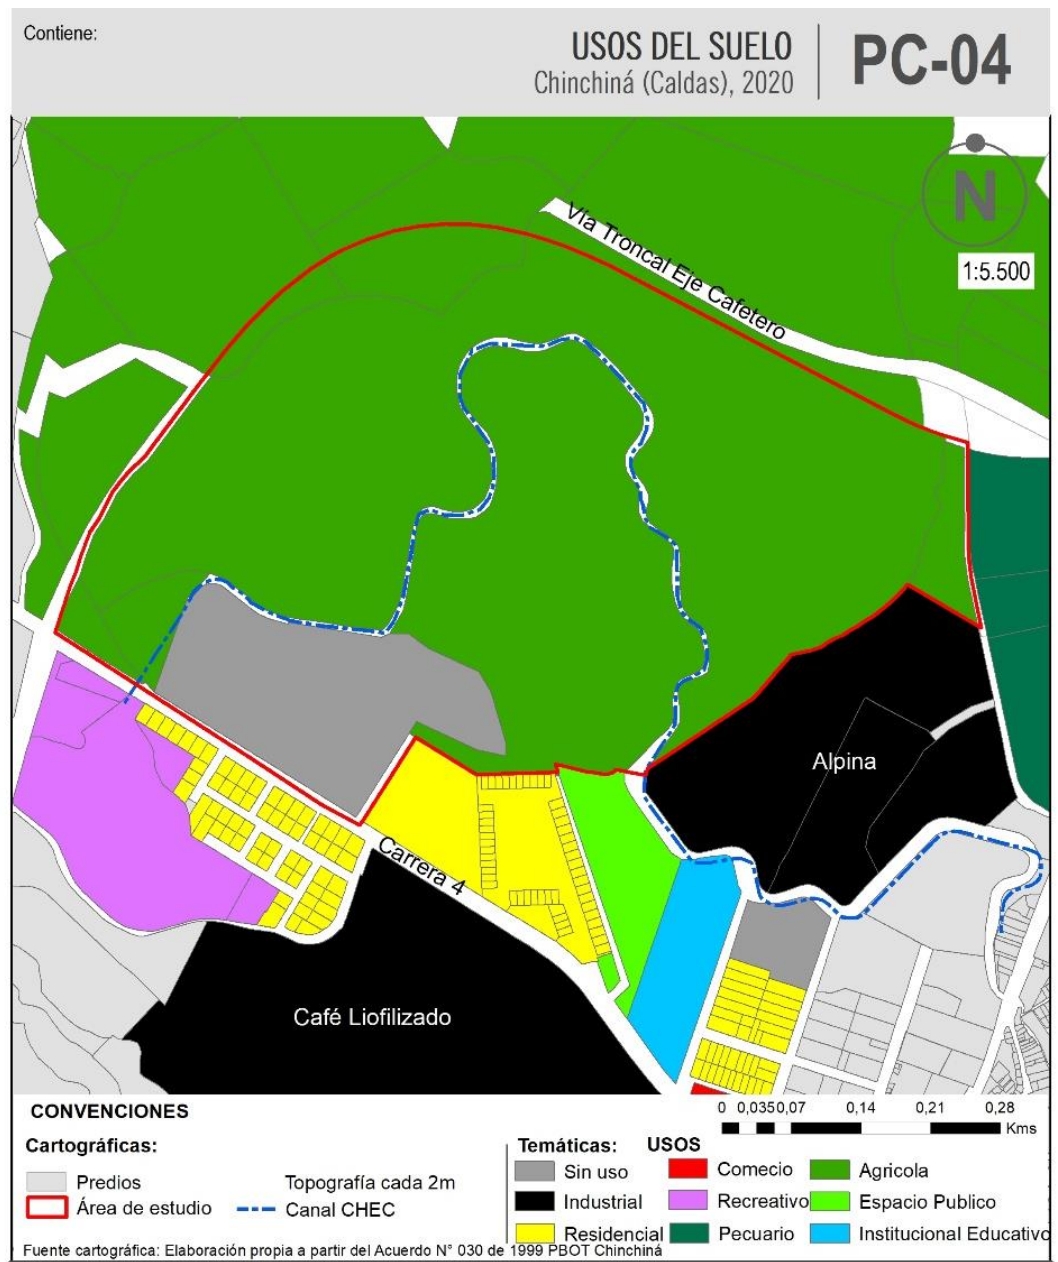 Contiene:
USOS DEL SUELO
Chinchiná (Caldas), 2020
PC-04
N
1:5.500
Vía Troncal Eje Cafetero
Alpina
Carrera 4
Café Liofilizado
CONVENCIONES
Cartográficas:
Predios
Área de estudio
Topografía cada 2m
Canal CHEC
0 0,035 0,07 0,14 0,21 0,28
Kms
Temáticas: USOS
Sin uso
Industrial
Residencial
Comecio
Recreativo
Pecuario
Agricola
Espacio Publico
Institucional Educativo
Fuente cartográfica: Elaboración propia a partir del Acuerdo N° 030 de 1999 PBOT Chinchiná